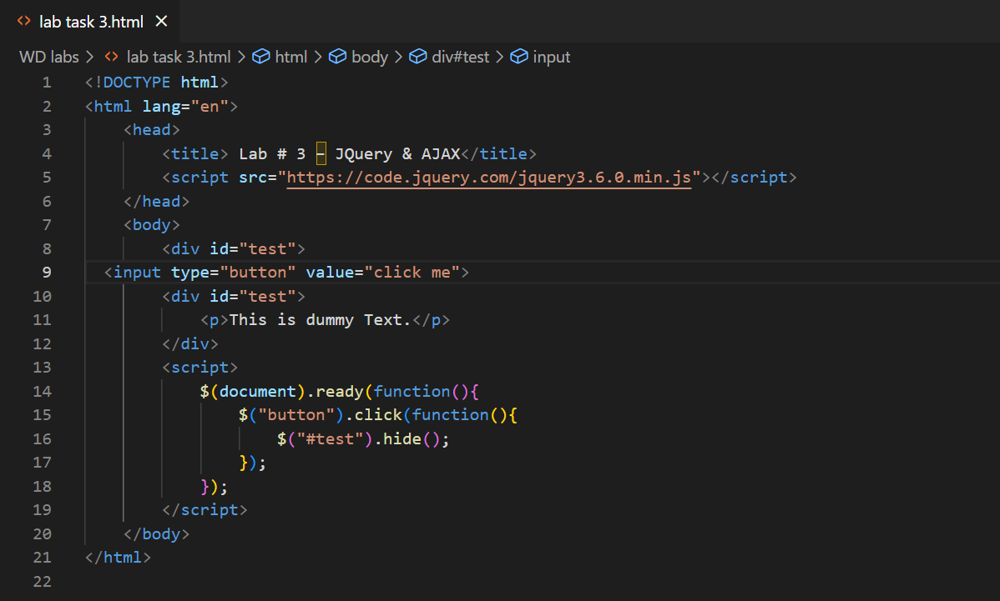 lab task 3.html
WD labs > lab task 3.html > html > body > div#test > input
1 <!DOCTYPE html>
2 <html lang="en">
3     <head>
4         <title> Lab # 3 – JQuery & AJAX</title>
5         <script src="https://code.jquery.com/jquery3.6.0.min.js"></script>
6     </head>
7     <body>
8         <div id="test">
9   <input type="button" value="click me">
10         <div id="test">
11             <p>This is dummy Text.</p>
12         </div>
13         <script>
14             $(document).ready(function(){
15                 $("button").click(function(){
16                     $("#test").hide();
17                 });
18             });
19         </script>
20     </body>
21 </html>
22